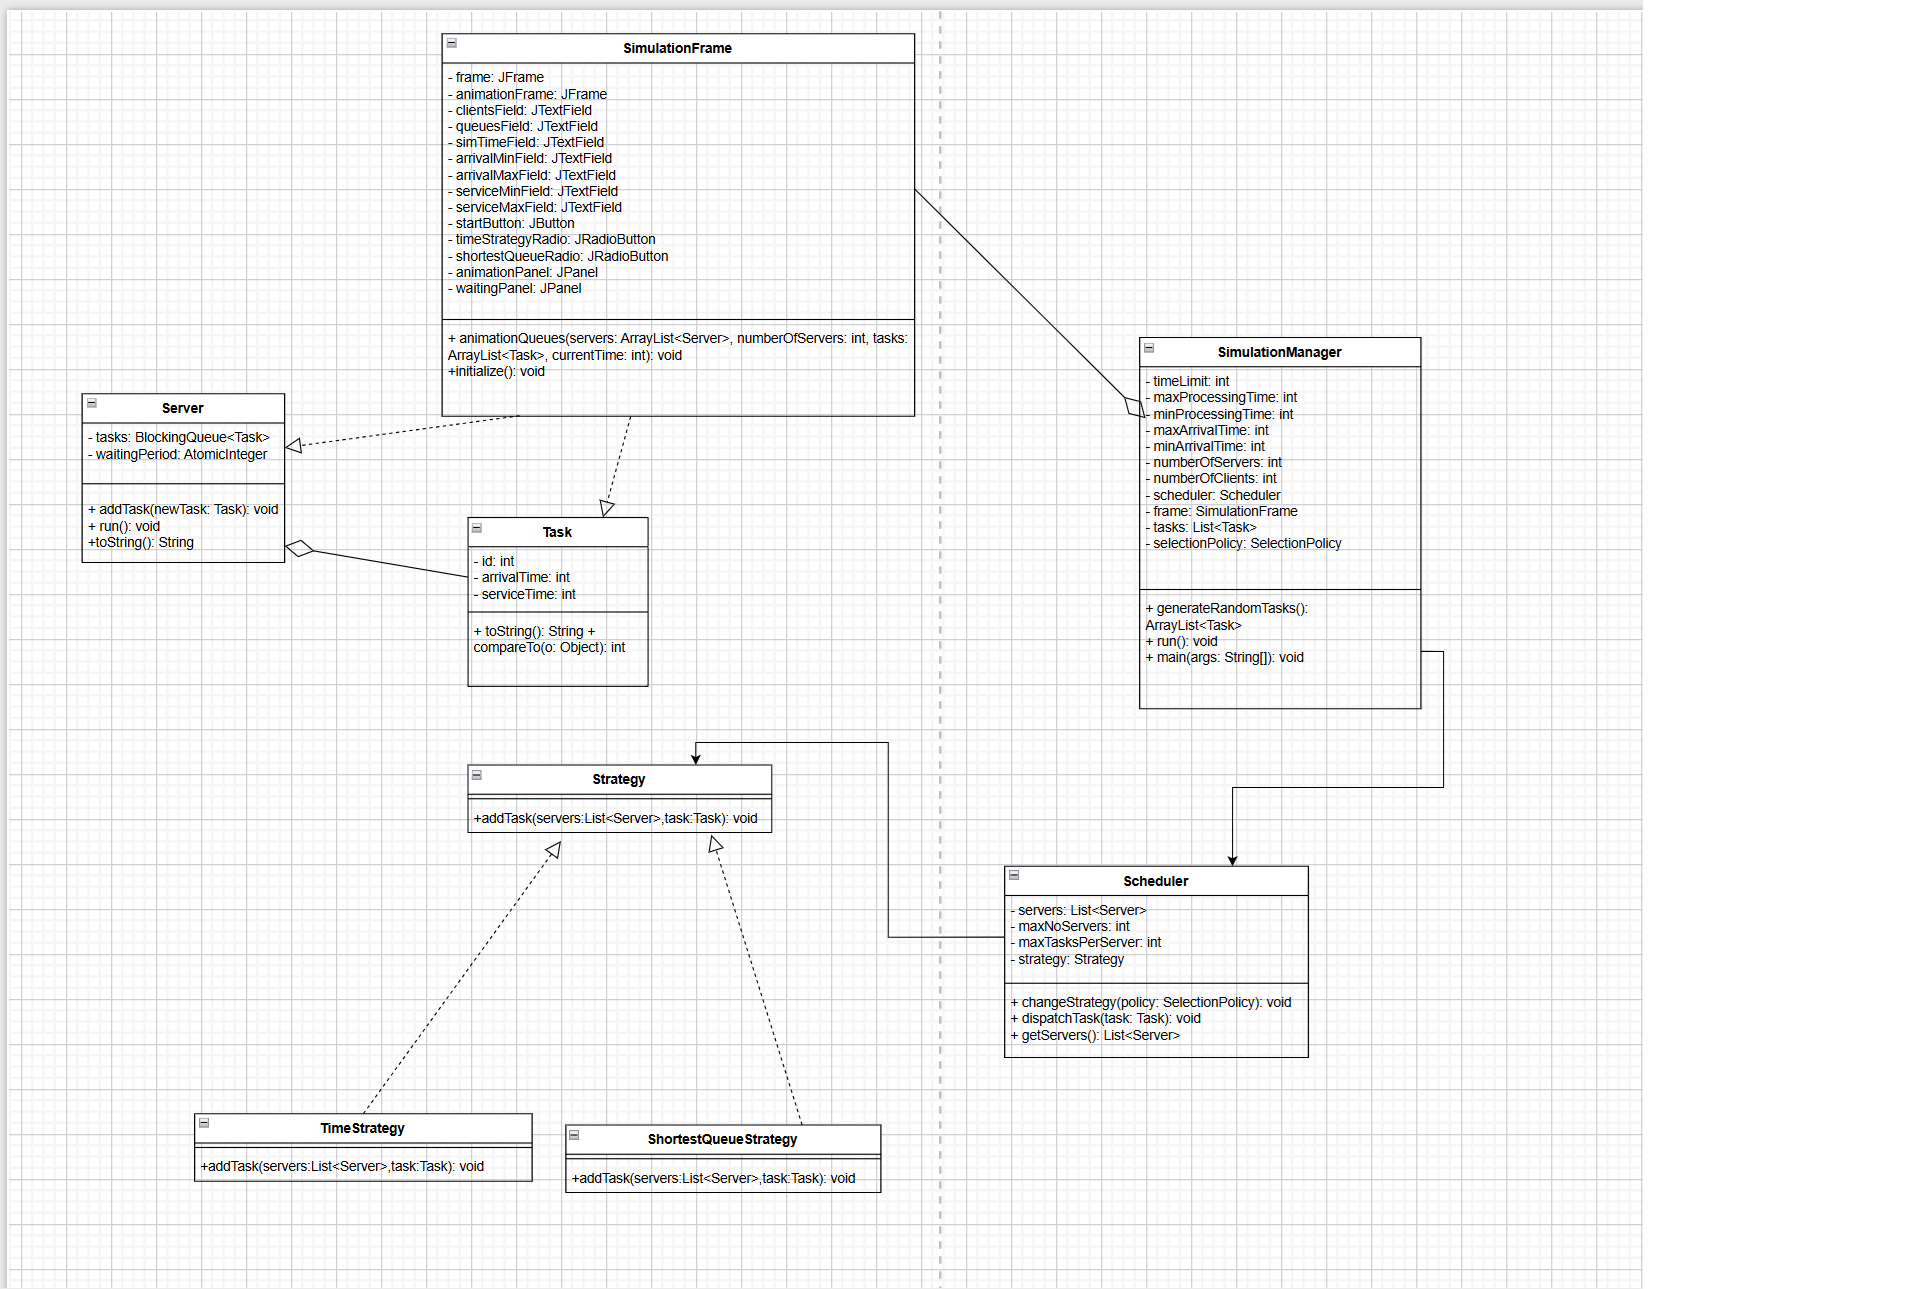 SimulationFrame
- frame: JFrame
- animationFrame: JFrame
- clientsField: JTextField
- queuesField: JTextField
- simTimeField: JTextField
- arrivalMinField: JTextField
- arrivalMaxField: JTextField
- serviceMinField: JTextField
- serviceMaxField: JTextField
- startButton: JButton
- timeStrategyRadio: JRadioButton
- shortestQueueRadio: JRadioButton
- animationPanel: JPanel
- waitingPanel: JPanel
+ animationQueues(servers: ArrayList<Server>, numberOfServers: int, tasks:
ArrayList<Task>, currentTime: int): void
+initialize(): void
SimulationManager
- timeLimit: int
- maxProcessingTime: int
- minProcessingTime: int
- maxArrivalTime: int
- minArrivalTime: int
- numberOfServers: int
- numberOfClients: int
- scheduler: Scheduler
- frame: SimulationFrame
- tasks: List<Task>
- selectionPolicy: SelectionPolicy
+ generateRandomTasks():
ArrayList<Task>
+ run(): void
+ main(args: String[]): void
Server
- tasks: BlockingQueue<Task>
- waitingPeriod: AtomicInteger
+ addTask(newTask: Task): void
+ run(): void
+toString(): String
Task
- id: int
- arrivalTime: int
- serviceTime: int
+ toString(): String +
compareTo(o: Object): int
Strategy
+addTask(servers:List<Server>,task:Task): void
Scheduler
- servers: List<Server>
- maxNoServers: int
- maxTasksPerServer: int
- strategy: Strategy
+ changeStrategy(policy: SelectionPolicy): void
+ dispatchTask(task: Task): void
+ getServers(): List<Server>
TimeStrategy
+addTask(servers:List<Server>,task:Task): void
ShortestQueueStrategy
+addTask(servers:List<Server>,task:Task): void